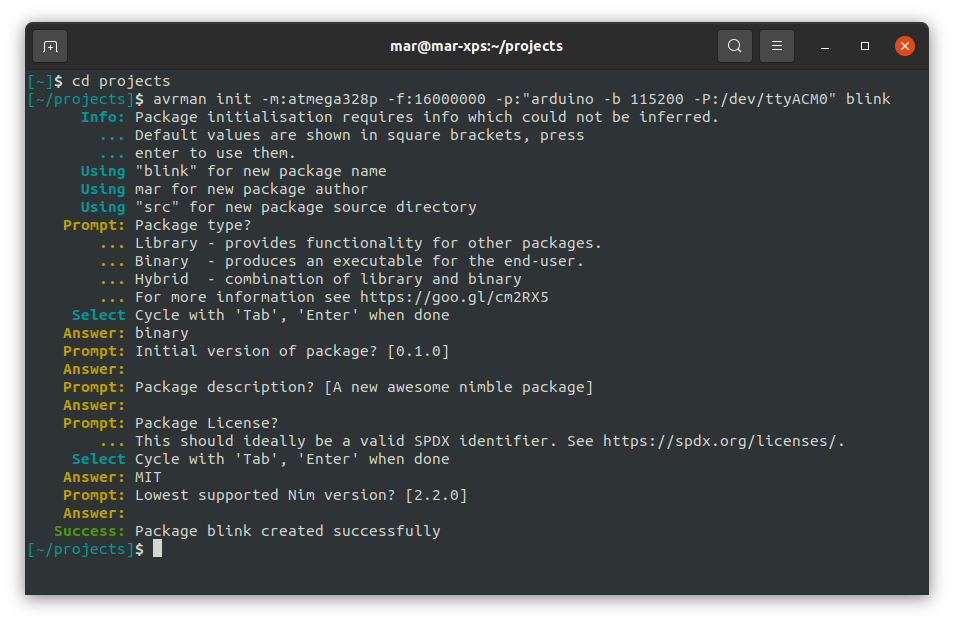 mar@mar-xps:~/projects
[~]$ cd projects
[~/projects]$ avrman init -m:atmega328p -f:16000000 -p:"arduino -b 115200 -P:/dev/ttyACM0" blink
Info: Package initialisation requires info which could not be inferred.
... Default values are shown in square brackets, press
... enter to use them.
Using "blink" for new package name
Using mar for new package author
Using "src" for new package source directory
Prompt: Package type?
... Library - provides functionality for other packages.
... Binary  - produces an executable for the end-user.
... Hybrid  - combination of library and binary
... For more information see https://goo.gl/cm2RX5
Select Cycle with 'Tab', 'Enter' when done
Answer: binary
Prompt: Initial version of package? [0.1.0]
Answer:
Prompt: Package description? [A new awesome nimble package]
Answer:
Prompt: Package License?
... This should ideally be a valid SPDX identifier. See https://spdx.org/licenses/.
Select Cycle with 'Tab', 'Enter' when done
Answer: MIT
Prompt: Lowest supported Nim version? [2.2.0]
Answer:
Success: Package blink created successfully
[~/projects]$